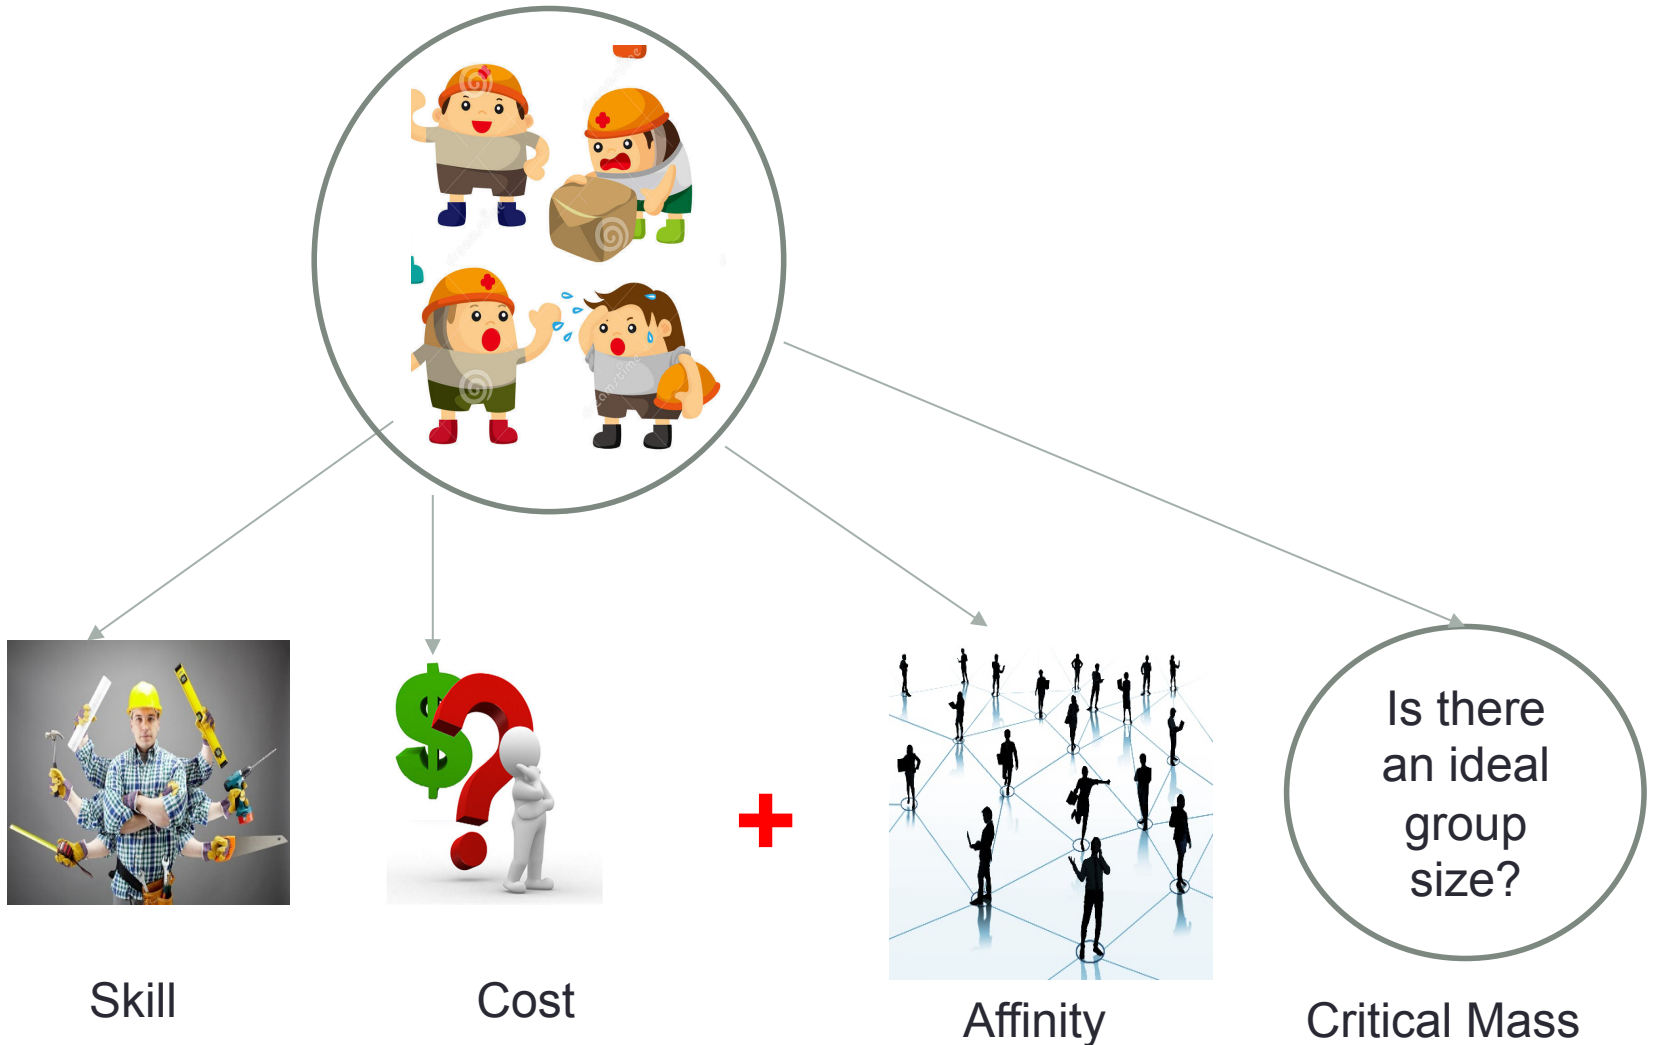 Is there
an ideal
group
size?
Skill
Cost
Affinity
Critical Mass